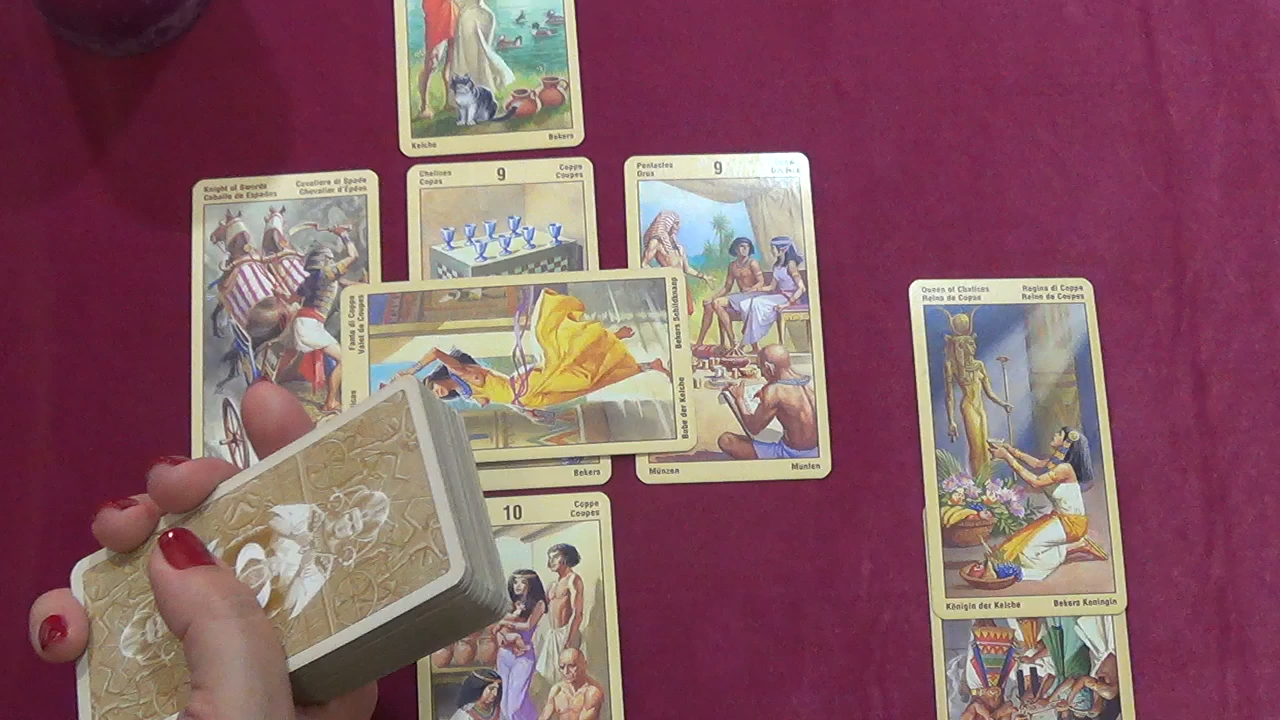 Kelche Bekers
Knight of Swords Cavaliere di Spade
Caballo de Espadas Chevalier d'Epées
Chalices 9 Coppe
Copas Coupes
Pentacles 9
Oros
Fante di Coppe
Valet de Coupes
Bekers Schildknaap
Bube der Kelche
Bekers
Münzen Munten
10 Coppe
Coupes
Queen of Chalices Regina di Coppe
Reina de Copas Reine de Coupes
Königin der Kelche Bekers Koningin